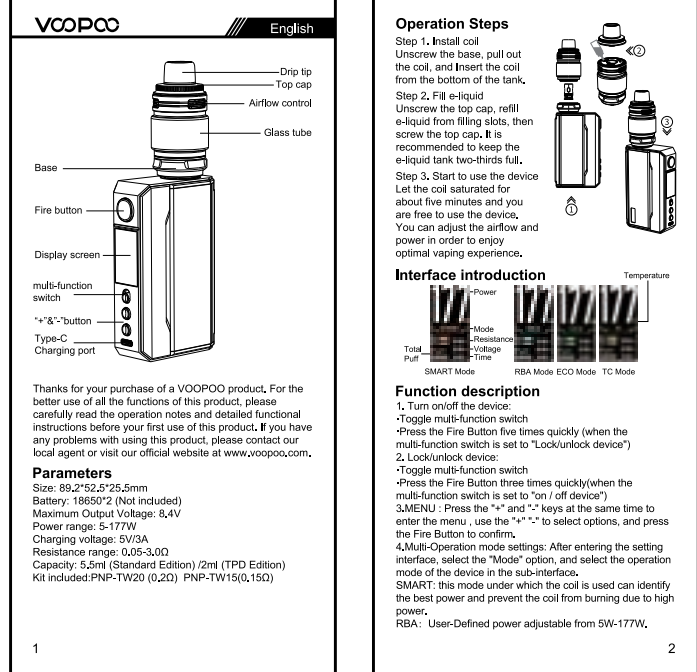 VOOPOO
English
Drip tip
Top cap
Airflow control
Glass tube
Base
Fire button
Display screen
multi-function
switch
"+"&"-"button
Type-C
Charging port
Thanks for your purchase of a VOOPOO product. For the
better use of all the functions of this product, please
carefully read the operation notes and detailed functional
instructions before your first use of this product. If you have
any problems with using this product, please contact our
local agent or visit our official website at www.voopoo.com.
Parameters
Size: 89.2*52.5*25.5mm
Battery: 18650*2 (Not included)
Maximum Output Voltage: 8.4V
Power range: 5-177W
Charging voltage: 5V/3A
Resistance range: 0.05-3.0Ω
Capacity: 5.5ml (Standard Edition) /2ml (TPD Edition)
Kit included:PNP-TW20 (0.2Ω) PNP-TW15(0.15Ω)
1
Operation Steps
Step 1. Install coil
Unscrew the base, pull out
the coil, and Insert the coil
from the bottom of the tank.
Step 2. Fill e-liquid
Unscrew the top cap, refill
e-liquid from filling slots, then
screw the top cap. It is
recommended to keep the
e-liquid tank two-thirds full.
Step 3. Start to use the device
Let the coil saturated for
about five minutes and you
are free to use the device.
You can adjust the airflow and
power in order to enjoy
optimal vaping experience.
①
②
③
Interface introduction
Temperature
Power
Mode
Resistance
Voltage
Time
Total
Puff
SMART Mode
RBA Mode ECO Mode TC Mode
Function description
1. Turn on/off the device:
·Toggle multi-function switch
·Press the Fire Button five times quickly (when the
multi-function switch is set to "Lock/unlock device")
2. Lock/unlock device:
·Toggle multi-function switch
·Press the Fire Button three times quickly(when the
multi-function switch is set to "on / off device")
3.MENU : Press the "+" and "-" keys at the same time to
enter the menu , use the "+" "-" to select options, and press
the Fire Button to confirm.
4.Multi-Operation mode settings: After entering the setting
interface, select the "Mode" option, and select the operation
mode of the device in the sub-interface.
SMART: this mode under which the coil is used can identify
the best power and prevent the coil from burning due to high
power.
RBA: User-Defined power adjustable from 5W-177W.
2